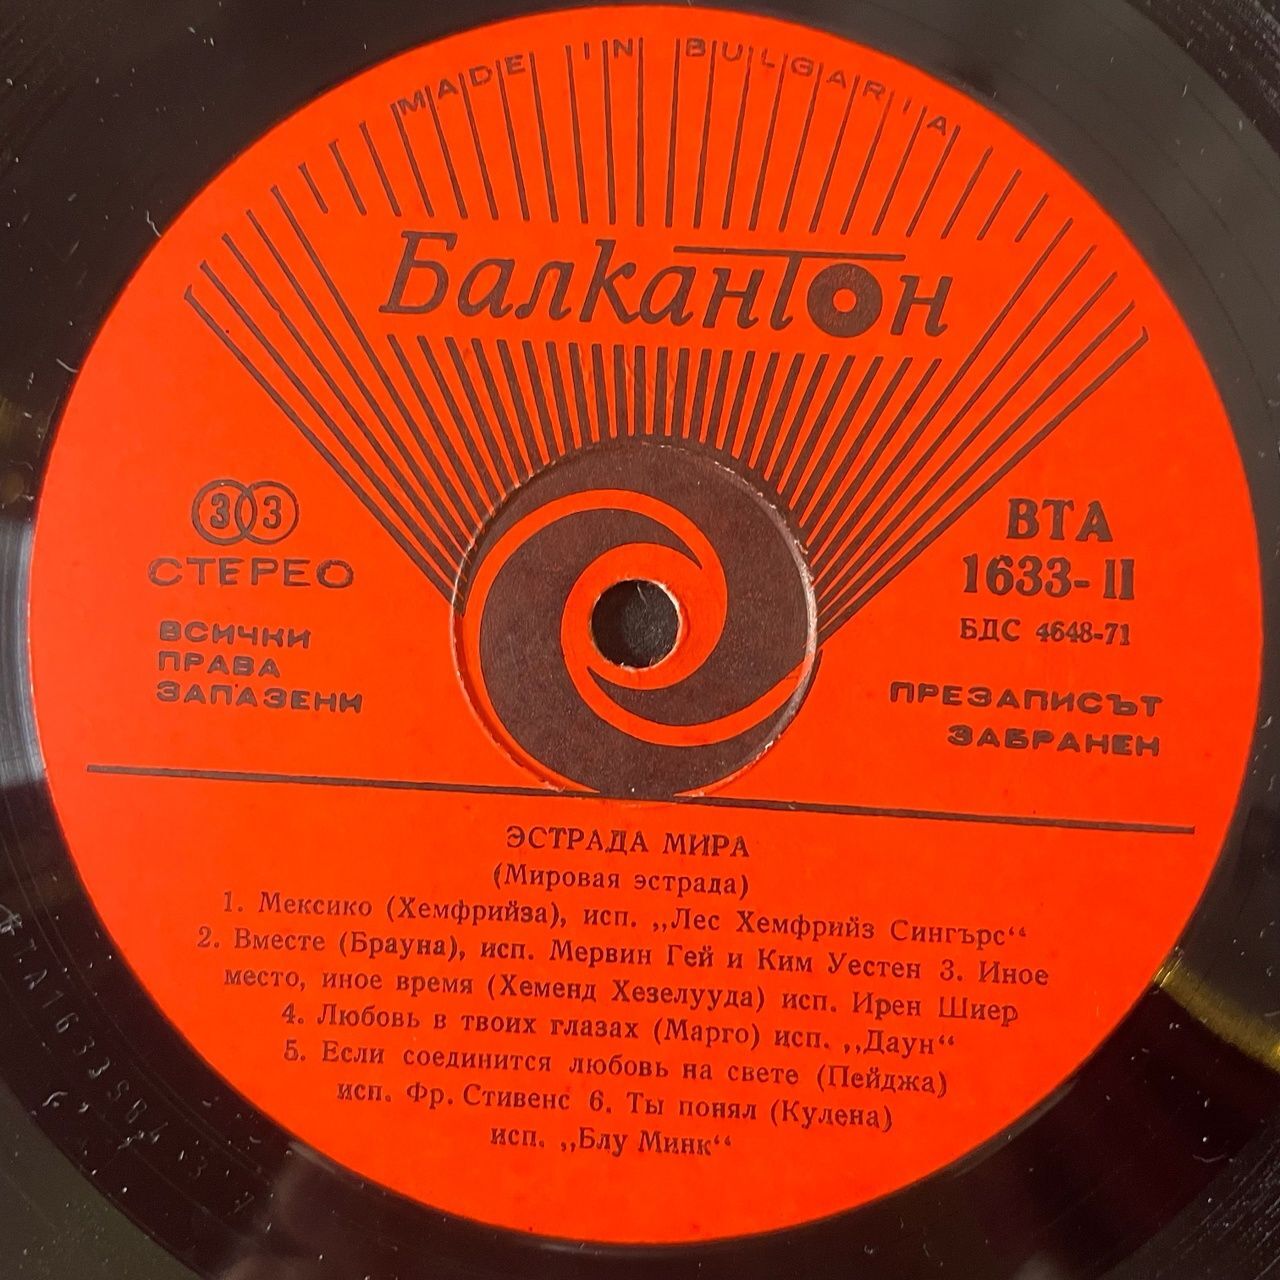 MADE IN BULGARIA
Балкантон
33
СТЕРЕО
ВСИЧКИ
ПРАВА
ЗАПАЗЕНИ
ВТА
1633-II
БДС 4648-71
ПРЕЗАПИСЪТ
ЗАБРАНЕН
ЭСТРАДА МИРА
(Мировая эстрада)
1. Мексико (Хемфрийза), исп. „Лес Хемфрийз Сингърс“
2. Вместе (Брауна), исп. Мервин Гей и Ким Уестен 3. Иное
место, иное время (Хеменд Хезелууда) исп. Ирен Шиер
4. Любовь в твоих глазах (Марго) исп. „Даун“
5. Если соединится любовь на свете (Пейджа)
исп. Фр. Стивенс 6. Ты понял (Кулена)
исп. „Блу Минк“